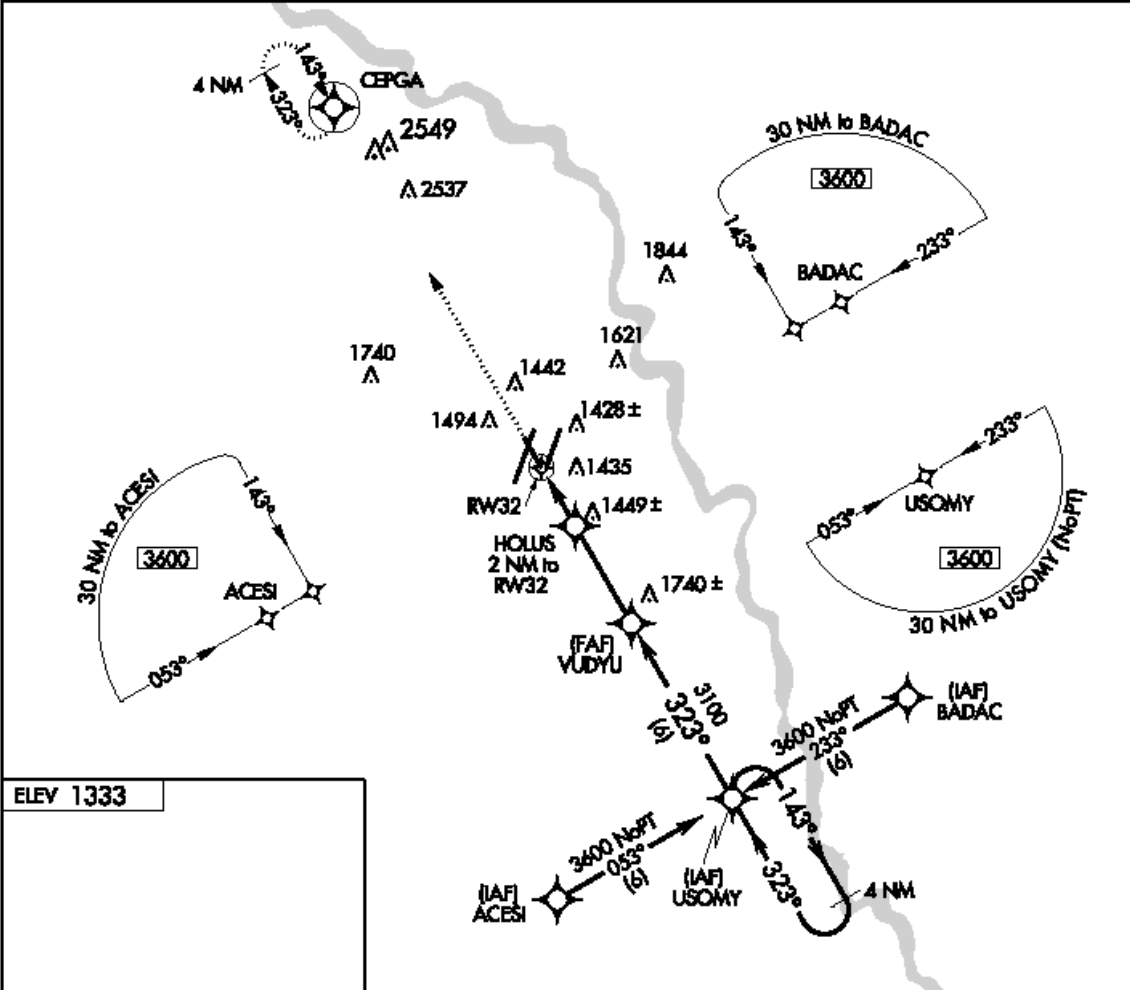 143°
4 NM
CEPGA
323°
2549
2537
30 NM to BADAC
3600
143°
233°
BADAC
1844
1621
1740
1442
1494
1428 ±
1435
RW32
1449 ±
HOLUS
2 NM to
RW32
30 NM to ACESI
3600
143°
ACESI
053°
233°
USOMY
053°
3600
30 NM to USOMY (NoPT)
1740 ±
(FAF)
VUDYU
3100
323°
(6)
(IAF)
BADAC
3600 NoPT
233°
(6)
ELEV 1333
3600 NoPT
053°
(6)
(IAF)
ACESI
(IAF)
USOMY
143°
323°
4 NM